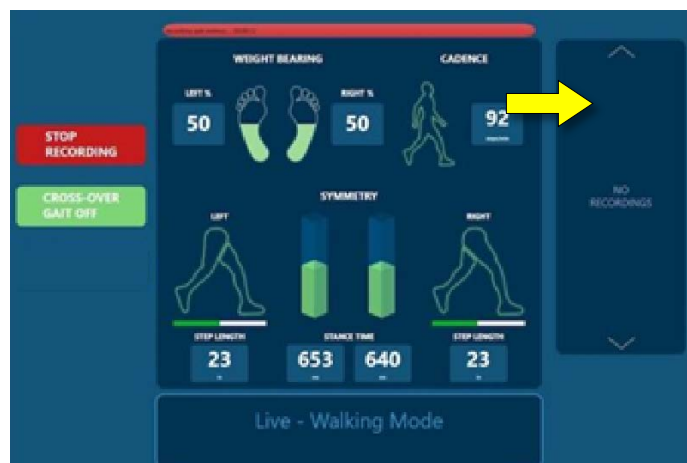 WEIGHT BEARING
CADENCE
LEFT %
RIGHT %
50
50
92
STOP
RECORDING
CROSS-OVER
GAIT OFF
NO
RECORDINGS
SYMMETRY
LEFT
RIGHT
STEP LENGTH
STANCE TIME
STEP LENGTH
23
653
640
23
Live - Walking Mode